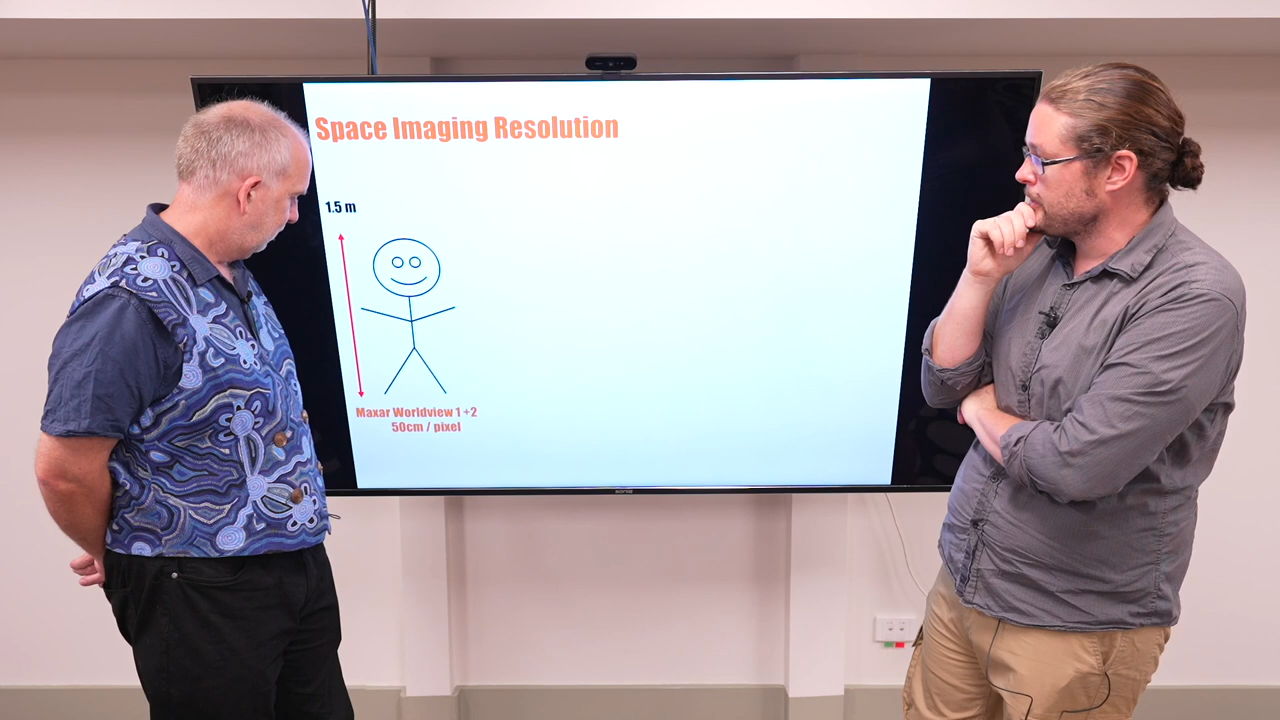 Space Imaging Resolution
1.5 m
Maxar Worldview 1 +2
50cm / pixel